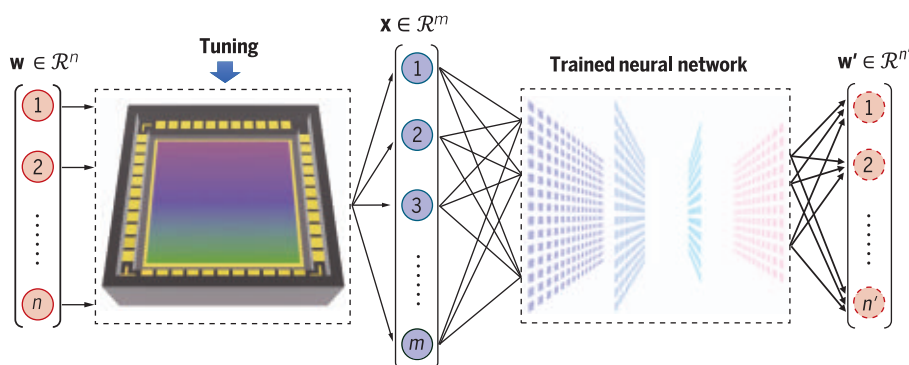 w ∈ ℛⁿ
1
2
n
Tuning
x ∈ ℛᵐ
1
2
3
m
Trained neural network
w' ∈ ℛⁿ'
1
2
n'